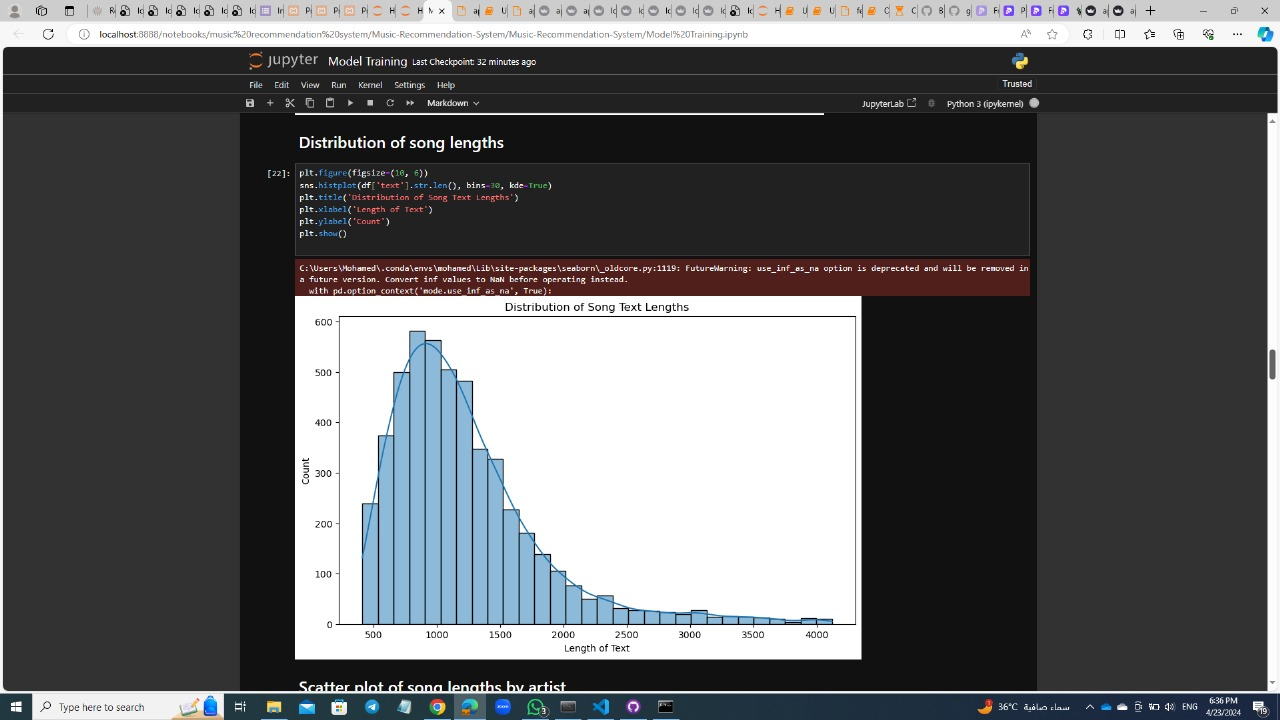 localhost:8888/notebooks/music%20recommendation%20system/Music-Recommendation-System/Music-Recommendation-System/Model%20Training.ipynb
jupyter Model Training Last Checkpoint: 32 minutes ago
File Edit View Run Kernel Settings Help Trusted
Markdown JupyterLab Python 3 (ipykernel)
Distribution of song lengths
[22]: plt.figure(figsize=(10, 6))
sns.histplot(df['text'].str.len(), bins=30, kde=True)
plt.title('Distribution of Song Text Lengths')
plt.xlabel('Length of Text')
plt.ylabel('Count')
plt.show()
C:\Users\Mohamed\.conda\envs\mohamed\Lib\site-packages\seaborn\_oldcore.py:1119: FutureWarning: use_inf_as_na option is deprecated and will be removed in
a future version. Convert inf values to NaN before operating instead.
with pd.option_context('mode.use_inf_as_na', True):
Distribution of Song Text Lengths
600
500
400
300
200
100
0
Count
500 1000 1500 2000 2500 3000 3500 4000
Length of Text
Scatter plot of song lengths by artist
Type here to search
3
36°C سماء صافية
ENG
6:36 PM
4/23/2024
19